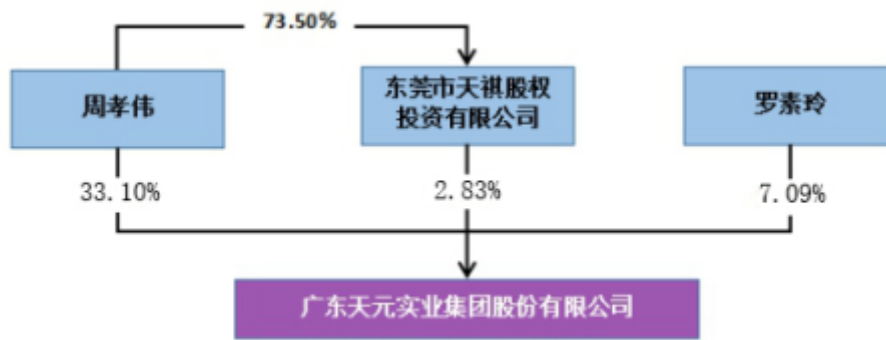 73.50%
周孝伟
东莞市天祺股权
投资有限公司
罗素玲
33.10%
2.83%
7.09%
广东天元实业集团股份有限公司